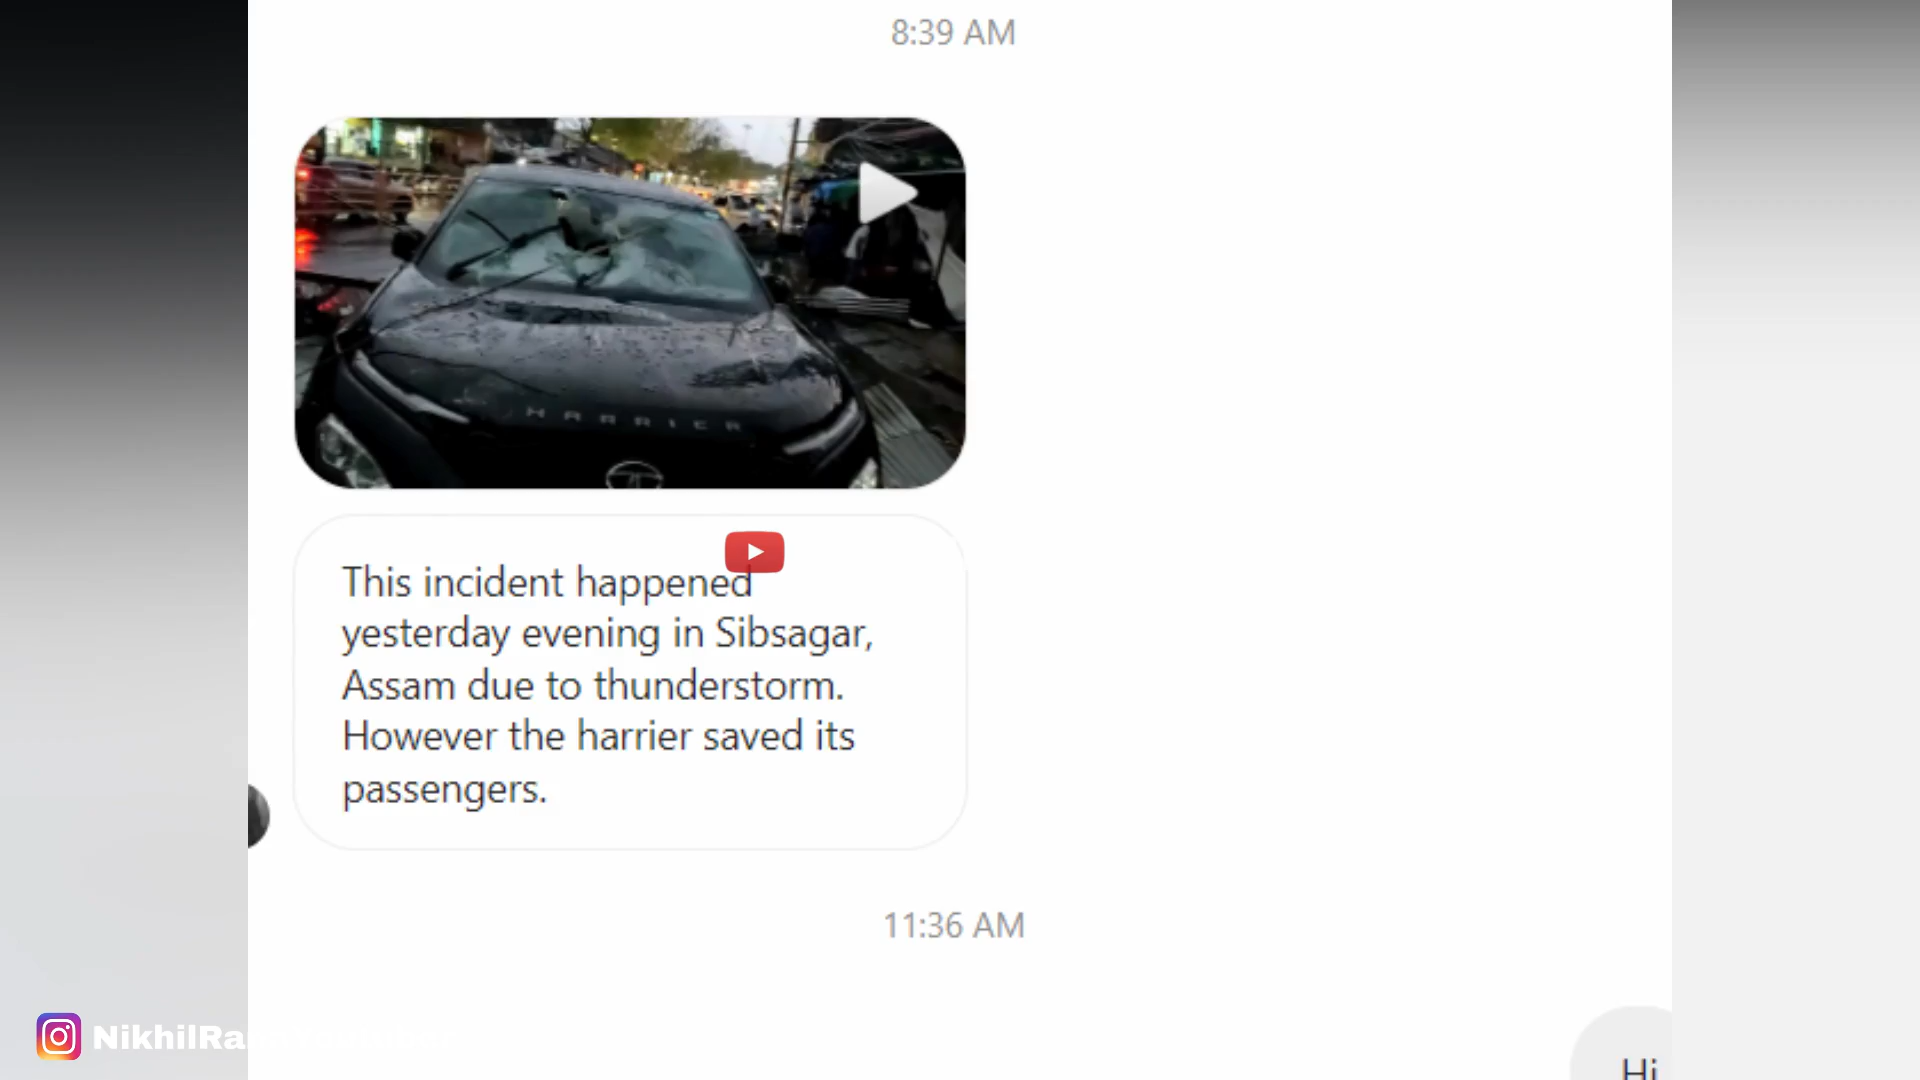 8:39 AM
HARRIER
This incident happened
yesterday evening in Sibsagar,
Assam due to thunderstorm.
However the harrier saved its
passengers.
11:36 AM
Hi
NikhilRa